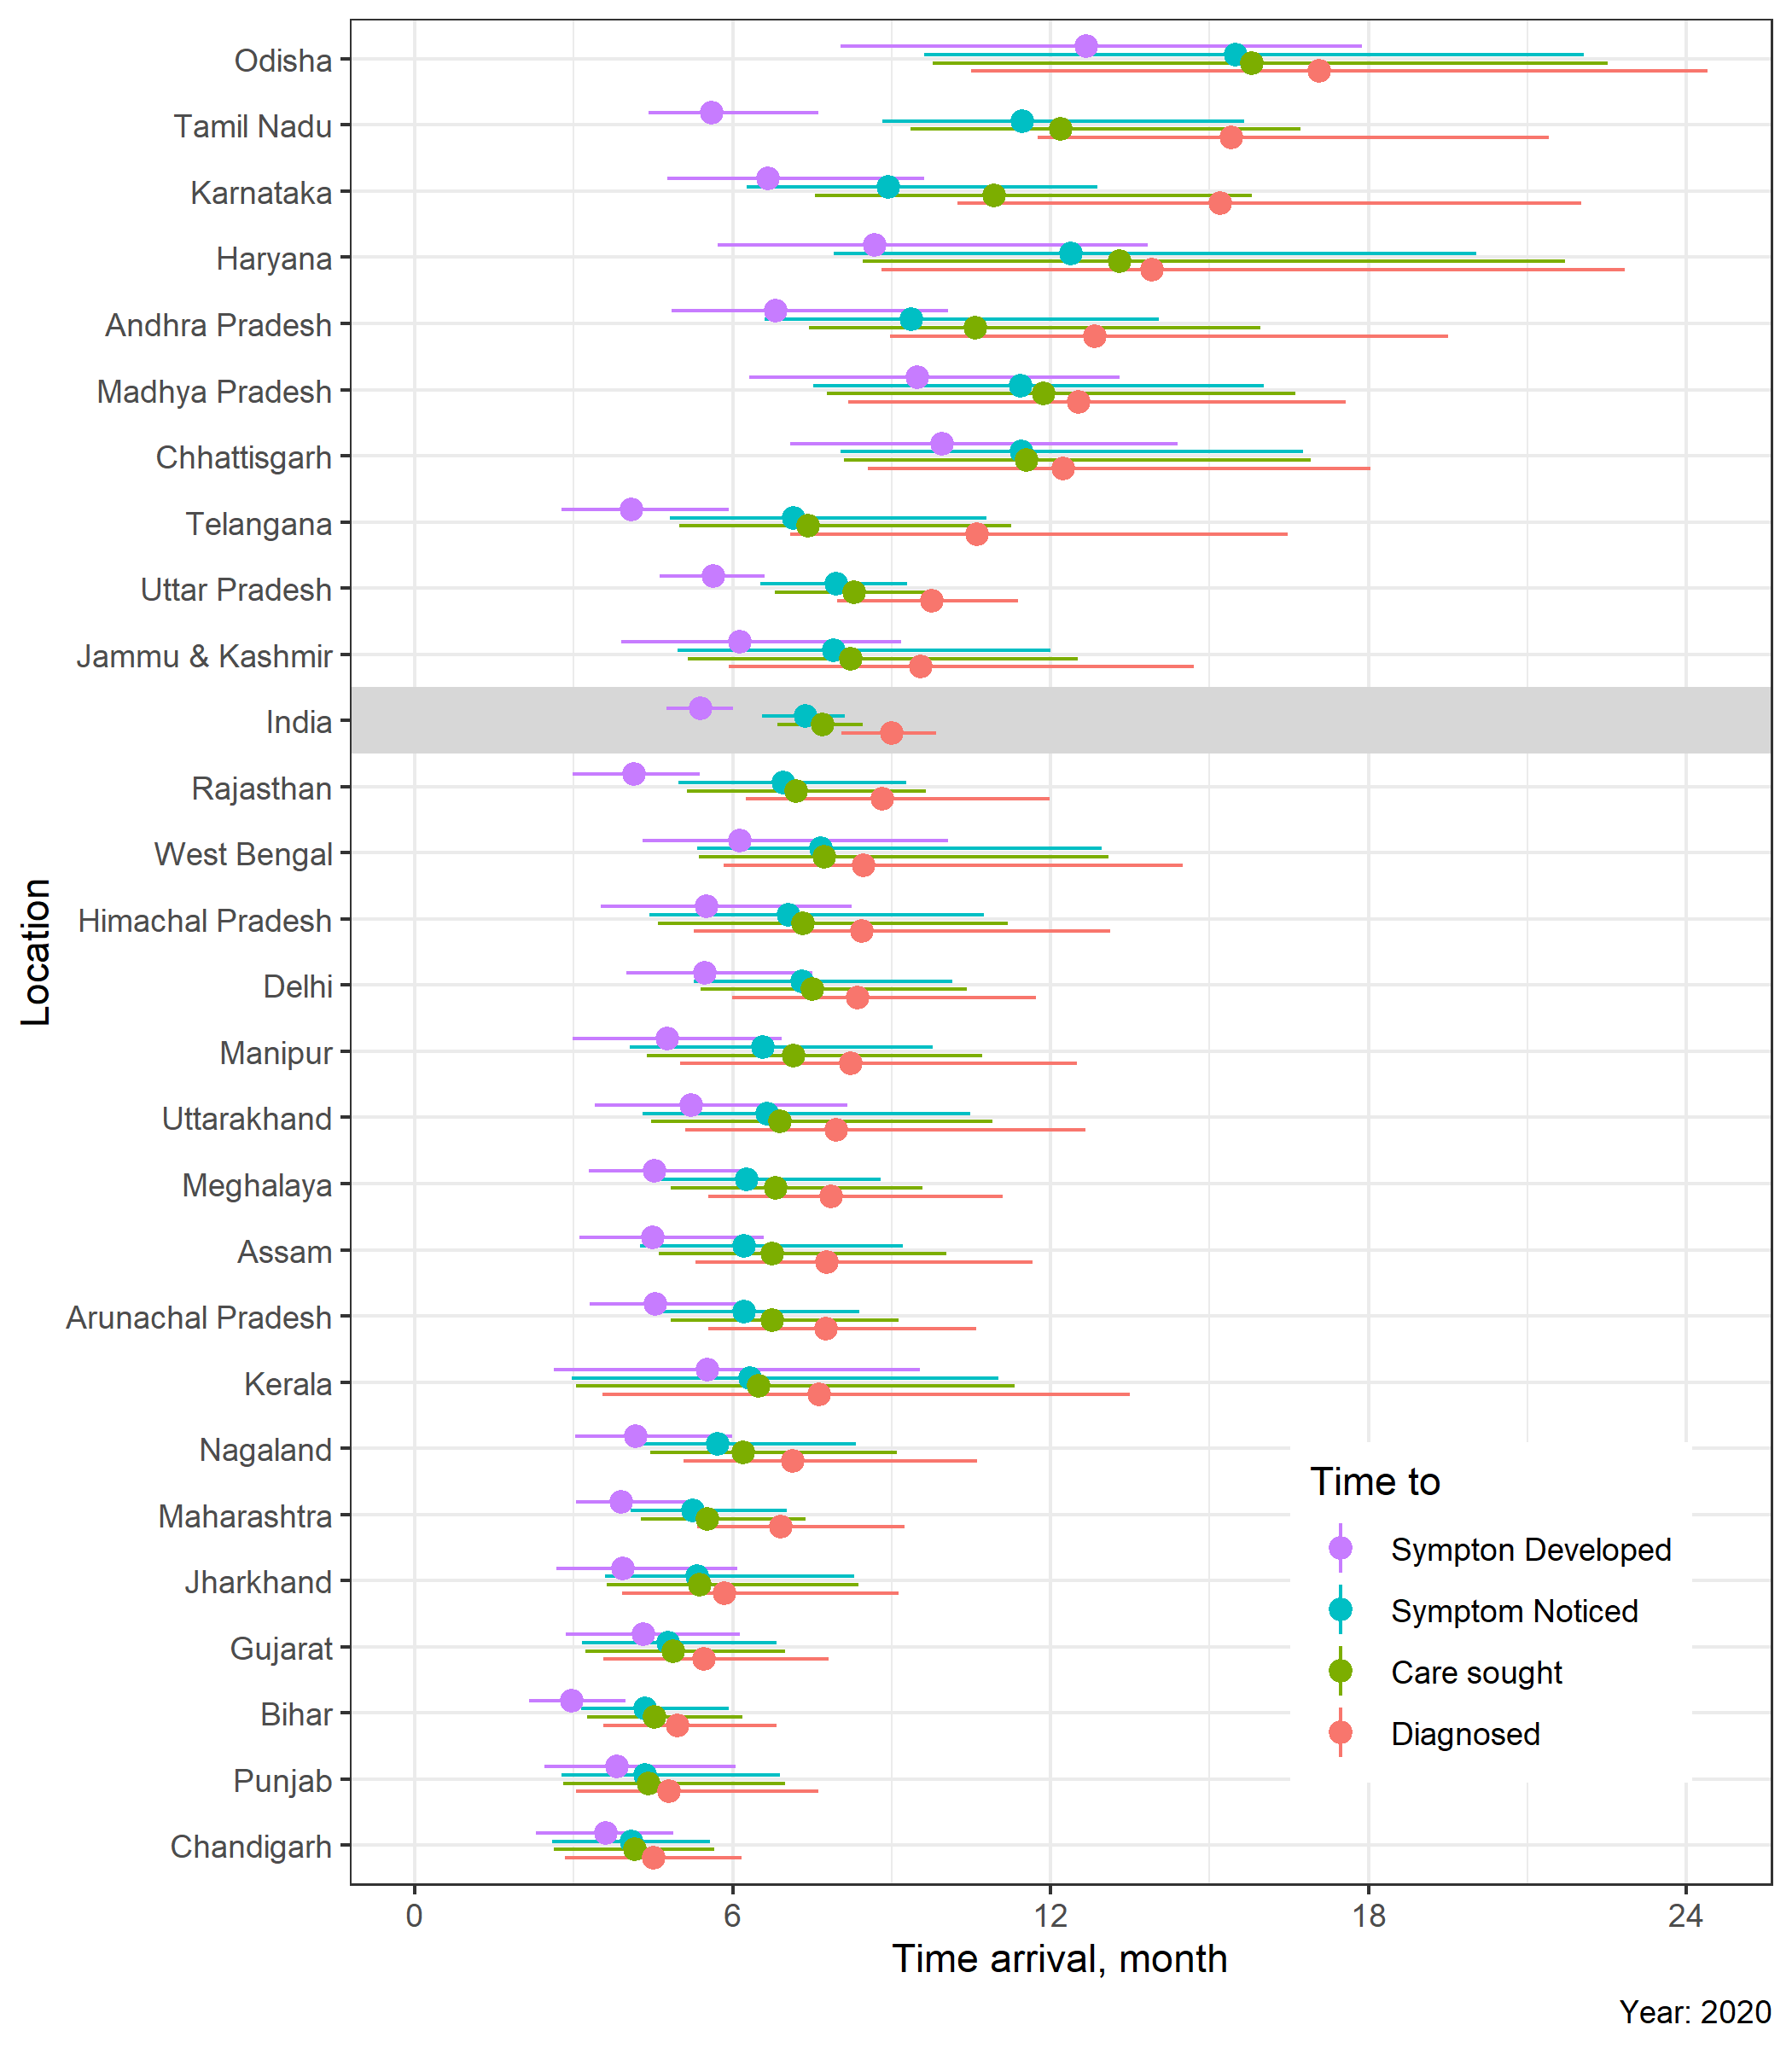 Odisha
Tamil Nadu
Karnataka
Haryana
Andhra Pradesh
Madhya Pradesh
Chhattisgarh
Telangana
Uttar Pradesh
Jammu & Kashmir
India
Rajasthan
West Bengal
Himachal Pradesh
Delhi
Manipur
Uttarakhand
Meghalaya
Assam
Arunachal Pradesh
Kerala
Nagaland
Maharashtra
Jharkhand
Gujarat
Bihar
Punjab
Chandigarh
Location
Time to
Sympton Developed
Symptom Noticed
Care sought
Diagnosed
0 6 12 18 24
Time arrival, month
Year: 2020